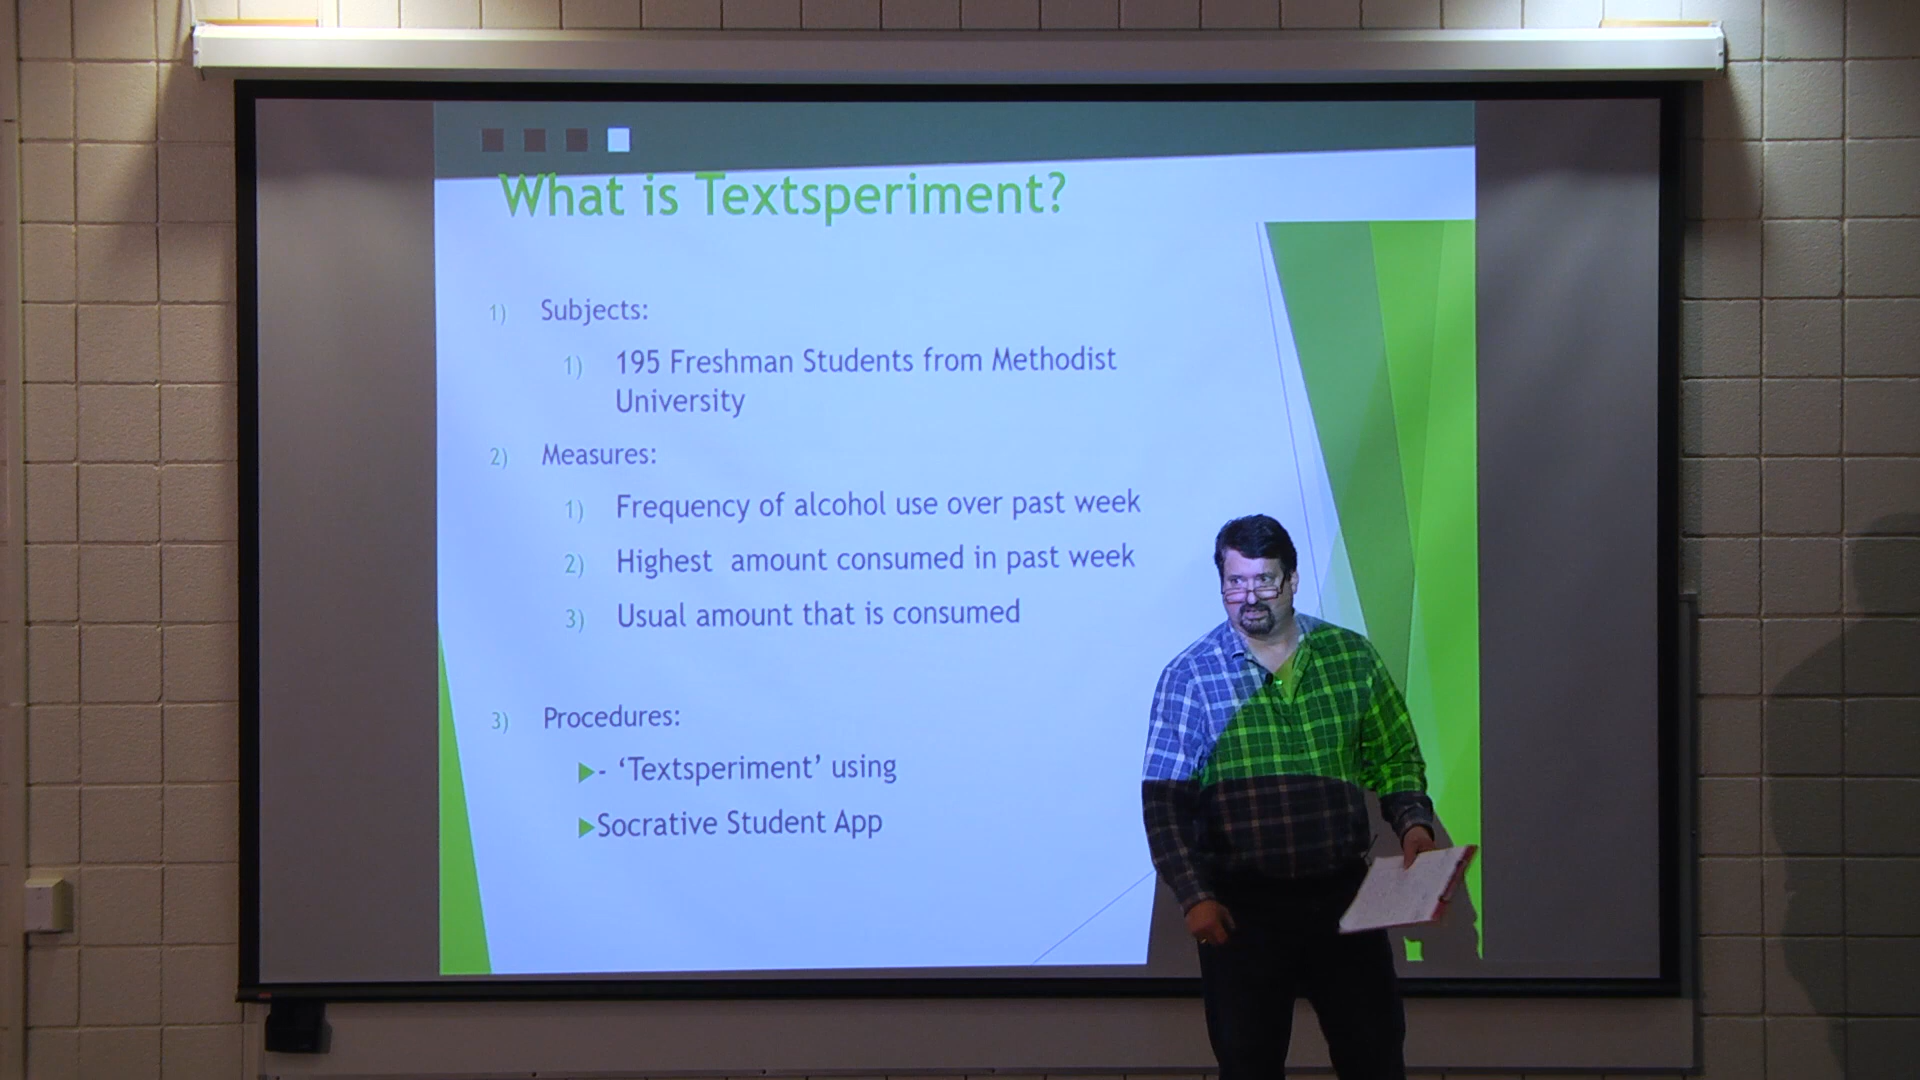 What is Textsperiment?
1) Subjects:
1) 195 Freshman Students from Methodist
University
2) Measures:
1) Frequency of alcohol use over past week
2) Highest amount consumed in past week
3) Usual amount that is consumed
3) Procedures:
- ‘Textsperiment’ using
Socrative Student App